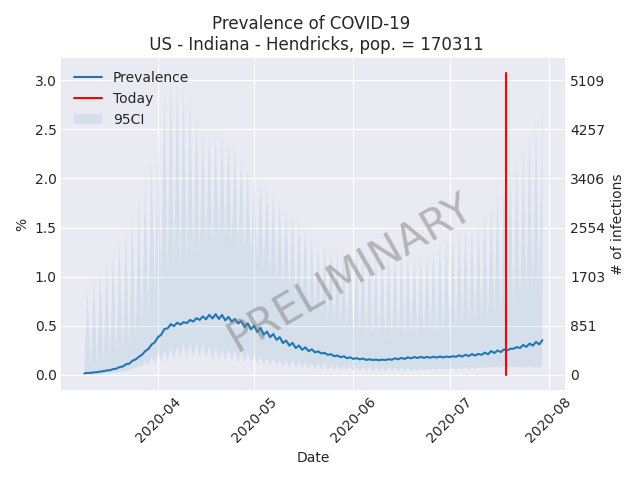 Prevalence of COVID-19
US - Indiana - Hendricks, pop. = 170311
Prevalence
Today
95CI
3.0
2.5
2.0
1.5
1.0
0.5
0.0
%
5109
4257
3406
2554
1703
851
0
# of infections
PRELIMINARY
2020-04
2020-05
2020-06
2020-07
2020-08
Date